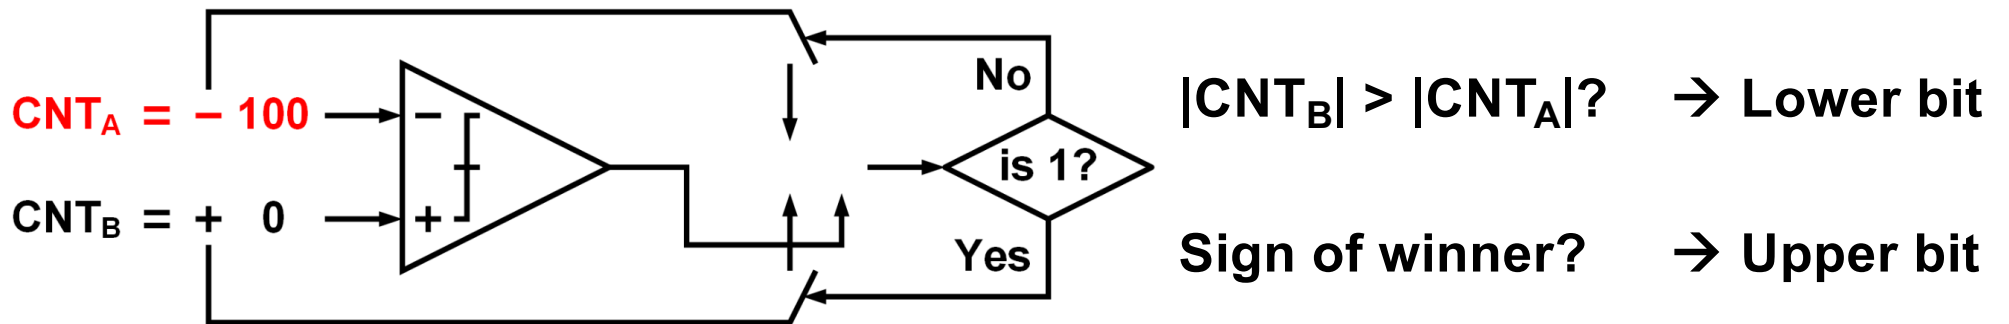 No
CNTA = – 100
–
is 1?
|CNTB| > |CNTA|? → Lower bit
CNTB = + 0
+
Yes
Sign of winner? → Upper bit